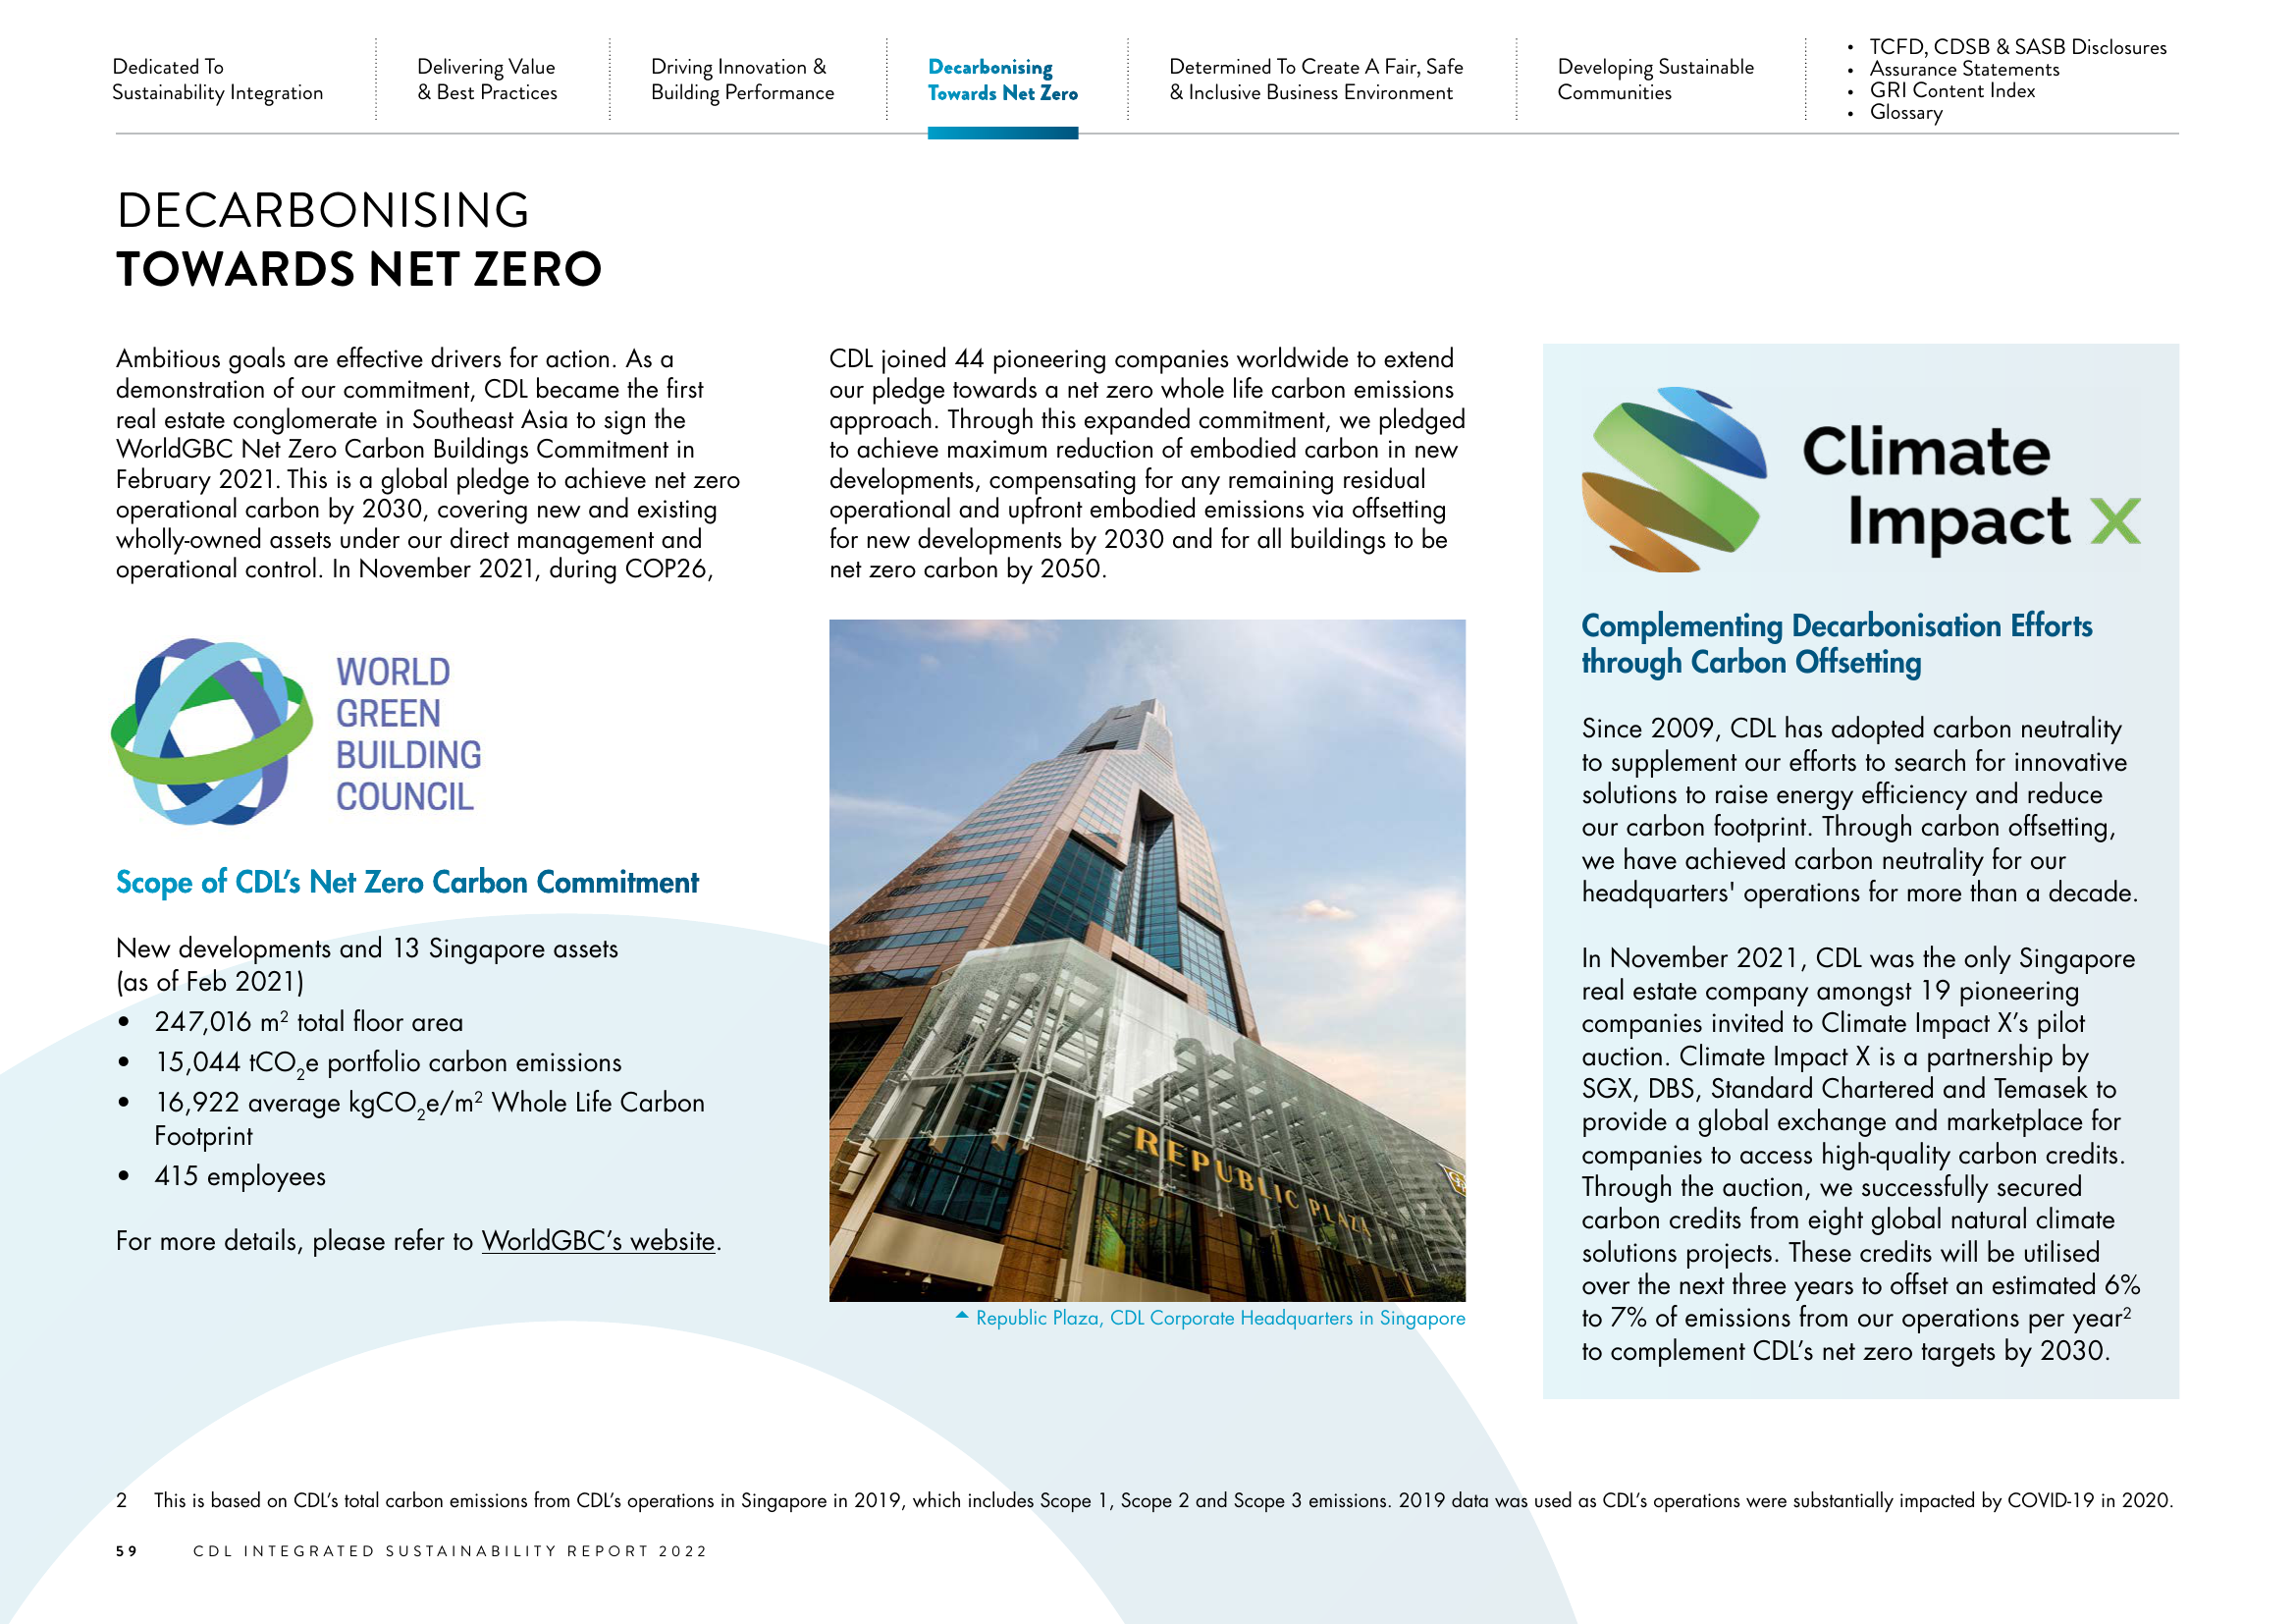 Dedicated To
Sustainability Integration
Delivering Value
& Best Practices
Driving Innovation &
Building Performance
Decarbonising
Towards Net Zero
Determined To Create A Fair, Safe
& Inclusive Business Environment
Developing Sustainable
Communities
• TCFD, CDSB & SASB Disclosures
• Assurance Statements
• GRI Content Index
• Glossary
DECARBONISING
TOWARDS NET ZERO
Ambitious goals are effective drivers for action. As a
demonstration of our commitment, CDL became the first
real estate conglomerate in Southeast Asia to sign the
WorldGBC Net Zero Carbon Buildings Commitment in
February 2021. This is a global pledge to achieve net zero
operational carbon by 2030, covering new and existing
wholly-owned assets under our direct management and
operational control. In November 2021, during COP26,
WORLD
GREEN
BUILDING
COUNCIL
Scope of CDL’s Net Zero Carbon Commitment
New developments and 13 Singapore assets
(as of Feb 2021)
• 247,016 m² total floor area
• 15,044 tCO₂e portfolio carbon emissions
• 16,922 average kgCO₂e/m² Whole Life Carbon
Footprint
• 415 employees
For more details, please refer to WorldGBC’s website.
CDL joined 44 pioneering companies worldwide to extend
our pledge towards a net zero whole life carbon emissions
approach. Through this expanded commitment, we pledged
to achieve maximum reduction of embodied carbon in new
developments, compensating for any remaining residual
operational and upfront embodied emissions via offsetting
for new developments by 2030 and for all buildings to be
net zero carbon by 2050.
REPUBLIC PLAZA
Republic Plaza, CDL Corporate Headquarters in Singapore
Climate
Impact X
Complementing Decarbonisation Efforts
through Carbon Offsetting
Since 2009, CDL has adopted carbon neutrality
to supplement our efforts to search for innovative
solutions to raise energy efficiency and reduce
our carbon footprint. Through carbon offsetting,
we have achieved carbon neutrality for our
headquarters' operations for more than a decade.
In November 2021, CDL was the only Singapore
real estate company amongst 19 pioneering
companies invited to Climate Impact X’s pilot
auction. Climate Impact X is a partnership by
SGX, DBS, Standard Chartered and Temasek to
provide a global exchange and marketplace for
companies to access high-quality carbon credits.
Through the auction, we successfully secured
carbon credits from eight global natural climate
solutions projects. These credits will be utilised
over the next three years to offset an estimated 6%
to 7% of emissions from our operations per year²
to complement CDL’s net zero targets by 2030.
2 This is based on CDL’s total carbon emissions from CDL’s operations in Singapore in 2019, which includes Scope 1, Scope 2 and Scope 3 emissions. 2019 data was used as CDL’s operations were substantially impacted by COVID-19 in 2020.
59 CDL INTEGRATED SUSTAINABILITY REPORT 2022